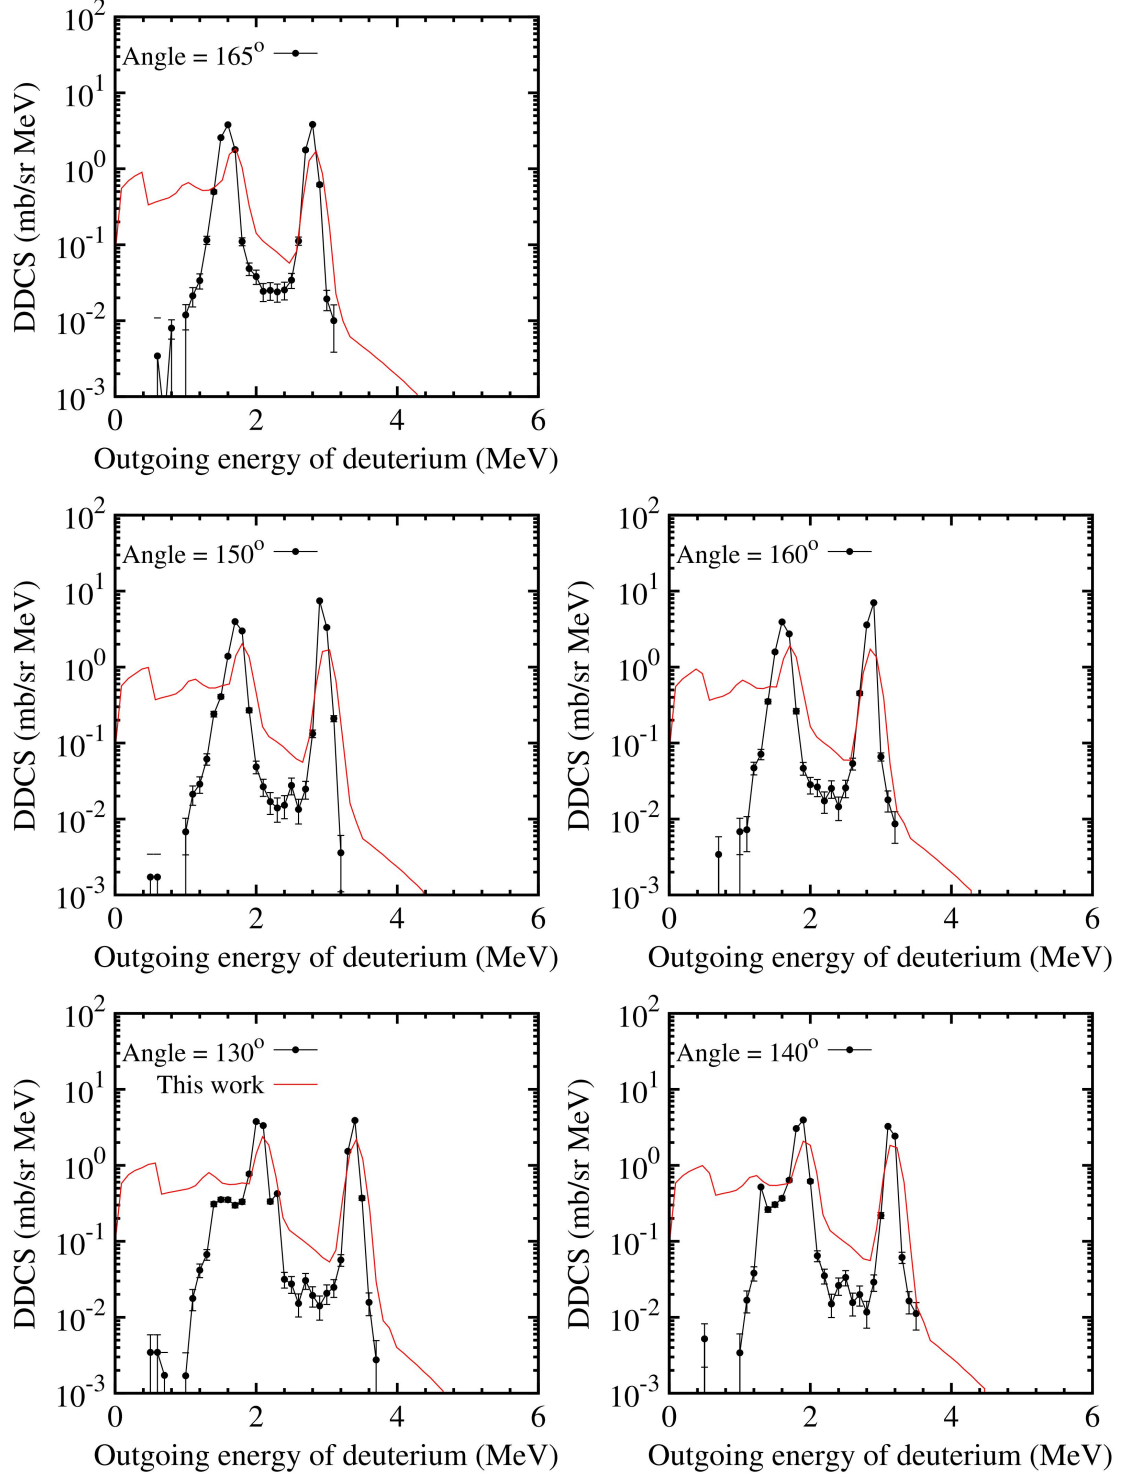 10^2
10^1
10^0
10^-1
10^-2
10^-3
DDCS (mb/sr MeV)
Angle = 165^o
0 2 4 6
Outgoing energy of deuterium (MeV)
10^2
10^1
10^0
10^-1
10^-2
10^-3
DDCS (mb/sr MeV)
Angle = 150^o
0 2 4 6
Outgoing energy of deuterium (MeV)
10^2
10^1
10^0
10^-1
10^-2
10^-3
DDCS (mb/sr MeV)
Angle = 160^o
0 2 4 6
Outgoing energy of deuterium (MeV)
10^2
10^1
10^0
10^-1
10^-2
10^-3
DDCS (mb/sr MeV)
Angle = 130^o
This work
0 2 4 6
Outgoing energy of deuterium (MeV)
10^2
10^1
10^0
10^-1
10^-2
10^-3
DDCS (mb/sr MeV)
Angle = 140^o
0 2 4 6
Outgoing energy of deuterium (MeV)